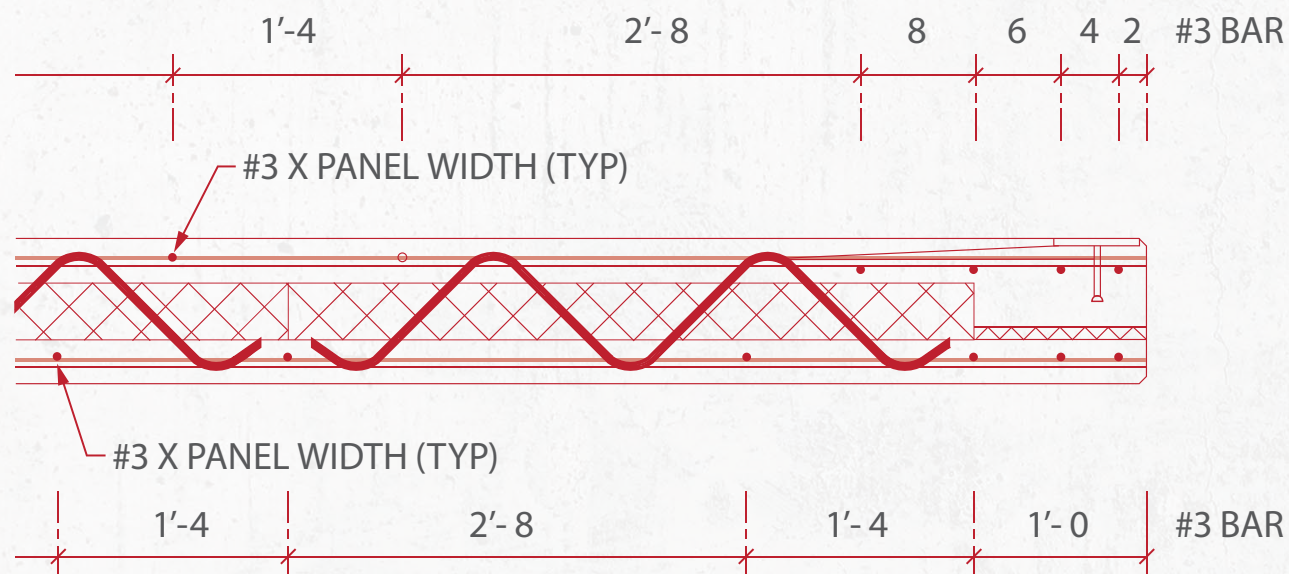 1’-4 2’- 8 8 6 4 2 #3 BAR
#3 X PANEL WIDTH (TYP)
#3 X PANEL WIDTH (TYP)
1’-4 2’- 8 1’- 4 1’- 0 #3 BAR